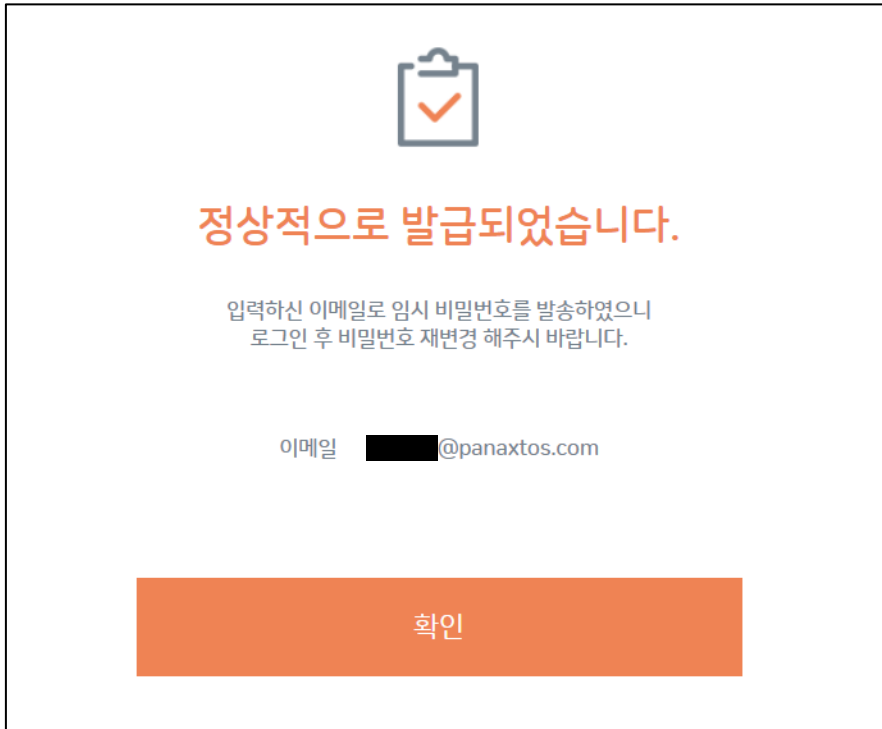 정상적으로 발급되었습니다.
입력하신 이메일로 임시 비밀번호를 발송하였으니
로그인 후 비밀번호 재변경 해주시 바랍니다.
이메일 @panaxtos.com
확인